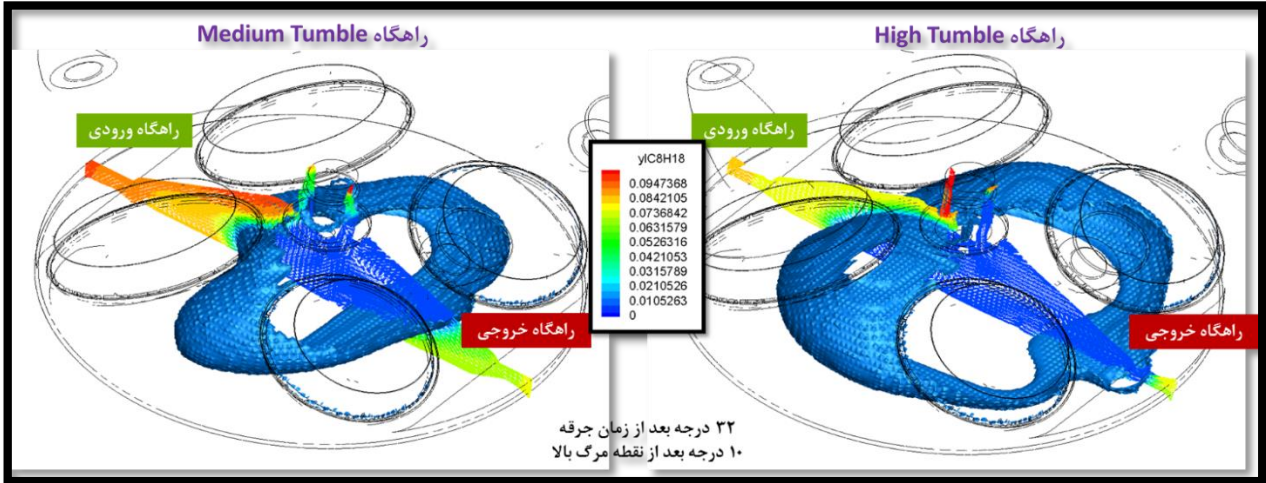 راهگاه Medium Tumble
راهگاه High Tumble
راهگاه ورودی
راهگاه ورودی
yIC8H18
0.0947368
0.0842105
0.0736842
0.0631579
0.0526316
0.0421053
0.0315789
0.0210526
0.0105263
0
راهگاه خروجی
راهگاه خروجی
۳۲ درجه بعد از زمان جرقه
۱۰ درجه بعد از نقطه مرگ بالا